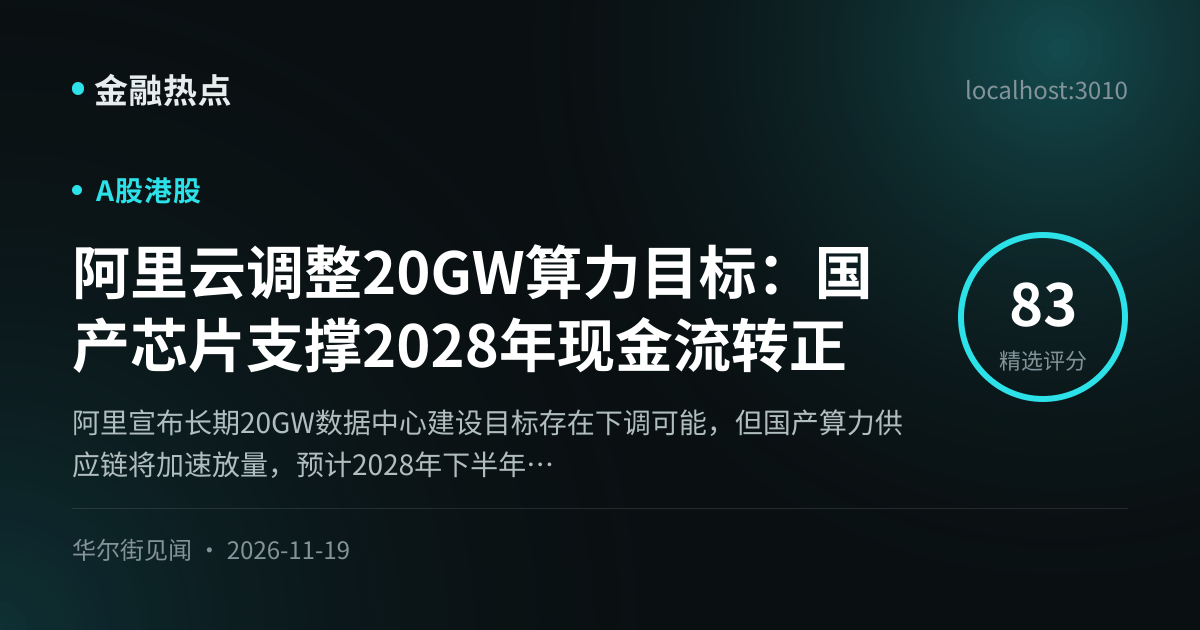 金融热点
localhost:3010
A股港股
阿里云调整20GW算力目标：国
产芯片支撑2028年现金流转正
83
精选评分
阿里宣布长期20GW数据中心建设目标存在下调可能，但国产算力供
应链将加速放量，预计2028年下半年…
华尔街见闻 · 2026-11-19